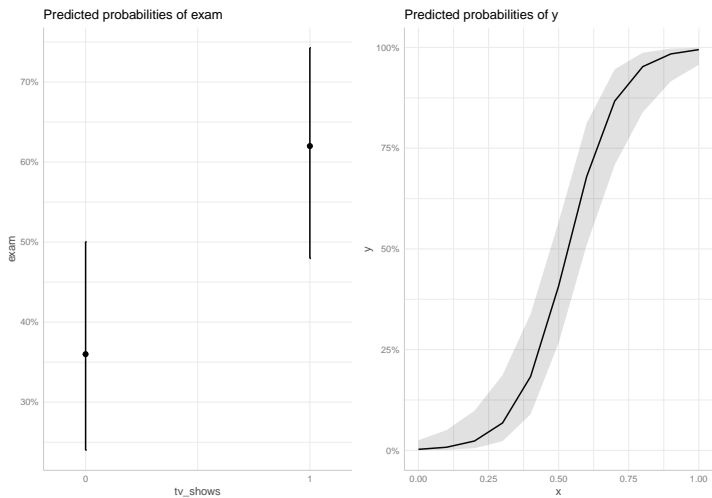 Predicted probabilities of exam
70%
60%
50%
40%
30%
exam
0
1
tv_shows
Predicted probabilities of y
100%
75%
50%
25%
0%
y
0.00
0.25
0.50
0.75
1.00
x